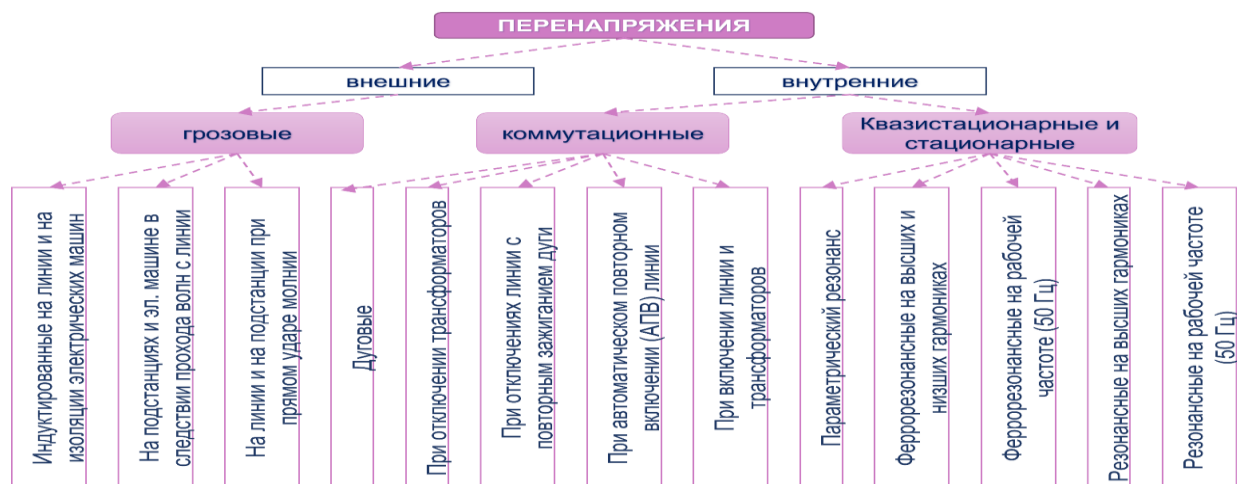 ПЕРЕНАПРЯЖЕНИЯ
внешние
внутренние
грозовые
коммутационные
Квазистационарные и
стационарные
Индуктированные на линии и на
изоляции электрических машин
На подстанциях и эл. машине в
следствии прохода волн с линии
На линии и на подстанции при
прямом ударе молнии
Дуговые
При отключении трансформаторов
При отключениях линии с
повторным зажиганием дуги
При автоматическом повторном
включении (АПВ) линии
При включении линии и
трансформаторов
Параметрический резонанс
Феррорезонансные на высших и
низших гармониках
Феррорезонансные на рабочей
частоте (50 Гц)
Резонансные на высших гармониках
Резонансные на рабочей частоте
(50 Гц)